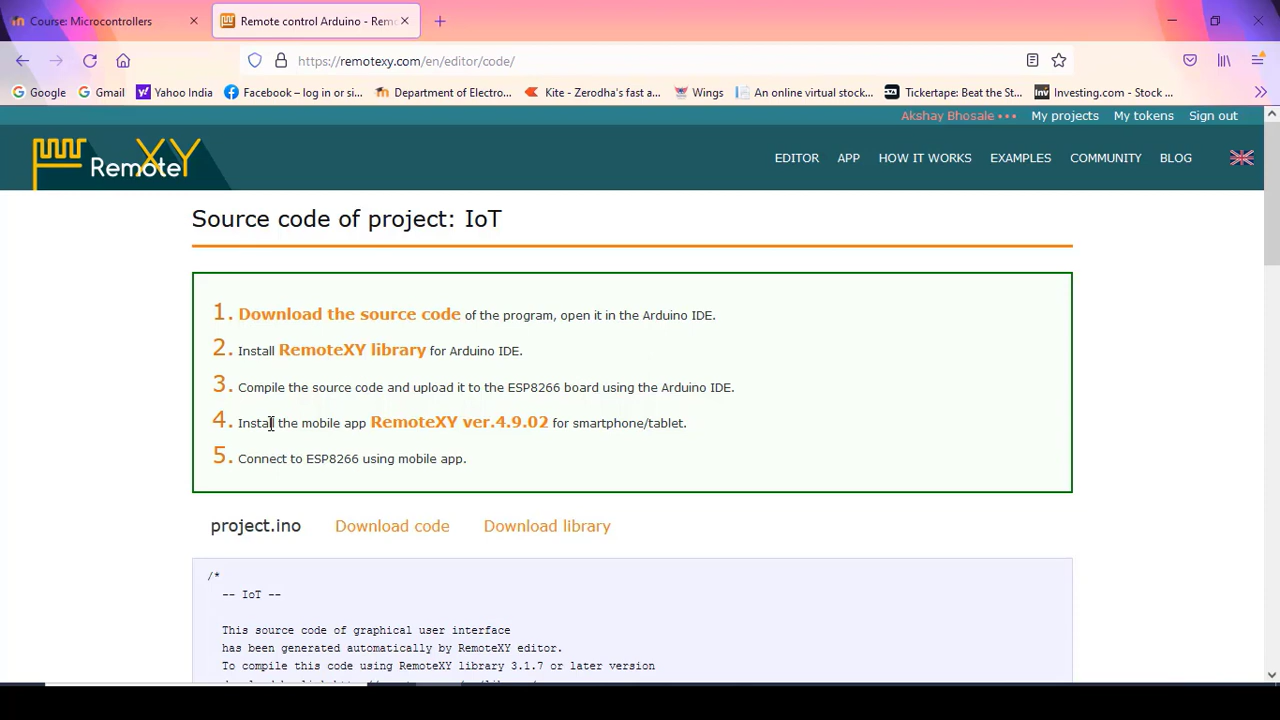 Course: Microcontrollers
Remote control Arduino - Remo
https://remotexy.com/en/editor/code/
Google
Gmail
Yahoo India
Facebook – log in or si...
Department of Electro...
Kite - Zerodha's fast a...
Wings
An online virtual stock...
Tickertape: Beat the St...
Inv
Investing.com - Stock ...
Akshay Bhosale •••
My projects
My tokens
Sign out
RemoteXY
EDITOR
APP
HOW IT WORKS
EXAMPLES
COMMUNITY
BLOG
Source code of project: IoT
1. Download the source code of the program, open it in the Arduino IDE.
2. Install RemoteXY library for Arduino IDE.
3. Compile the source code and upload it to the ESP8266 board using the Arduino IDE.
4. Install the mobile app RemoteXY ver.4.9.02 for smartphone/tablet.
5. Connect to ESP8266 using mobile app.
project.ino
Download code
Download library
/*
-- IoT --
This source code of graphical user interface
has been generated automatically by RemoteXY editor.
To compile this code using RemoteXY library 3.1.7 or later version